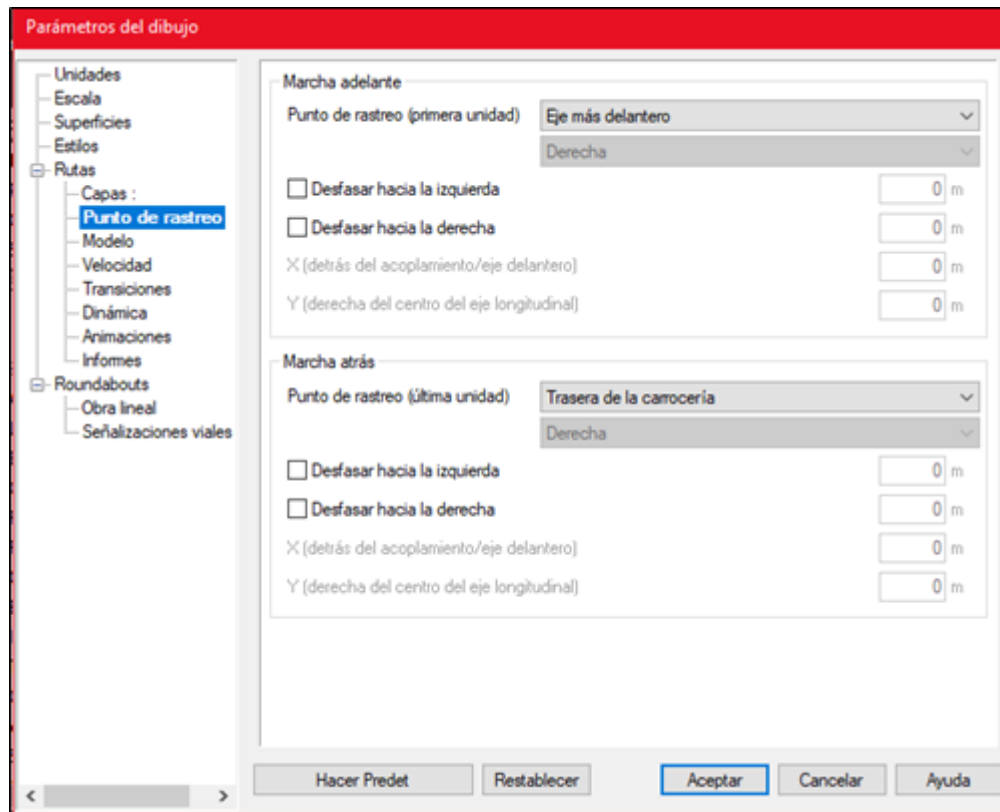 Parámetros del dibujo
Unidades
Escala
Superficies
Estilos
Rutas
Capas :
Punto de rastreo
Modelo
Velocidad
Transiciones
Dinámica
Animaciones
Informes
Roundabouts
Obra lineal
Señalizaciones viales
Marcha adelante
Punto de rastreo (primera unidad) Eje más delantero
Derecha
Desfasar hacia la izquierda 0 m
Desfasar hacia la derecha 0 m
X (detrás del acoplamiento/eje delantero) 0 m
Y (derecha del centro del eje longitudinal) 0 m
Marcha atrás
Punto de rastreo (última unidad) Trasera de la carrocería
Derecha
Desfasar hacia la izquierda 0 m
Desfasar hacia la derecha 0 m
X (detrás del acoplamiento/eje delantero) 0 m
Y (derecha del centro del eje longitudinal) 0 m
Hacer Predet Restablecer Aceptar Cancelar Ayuda